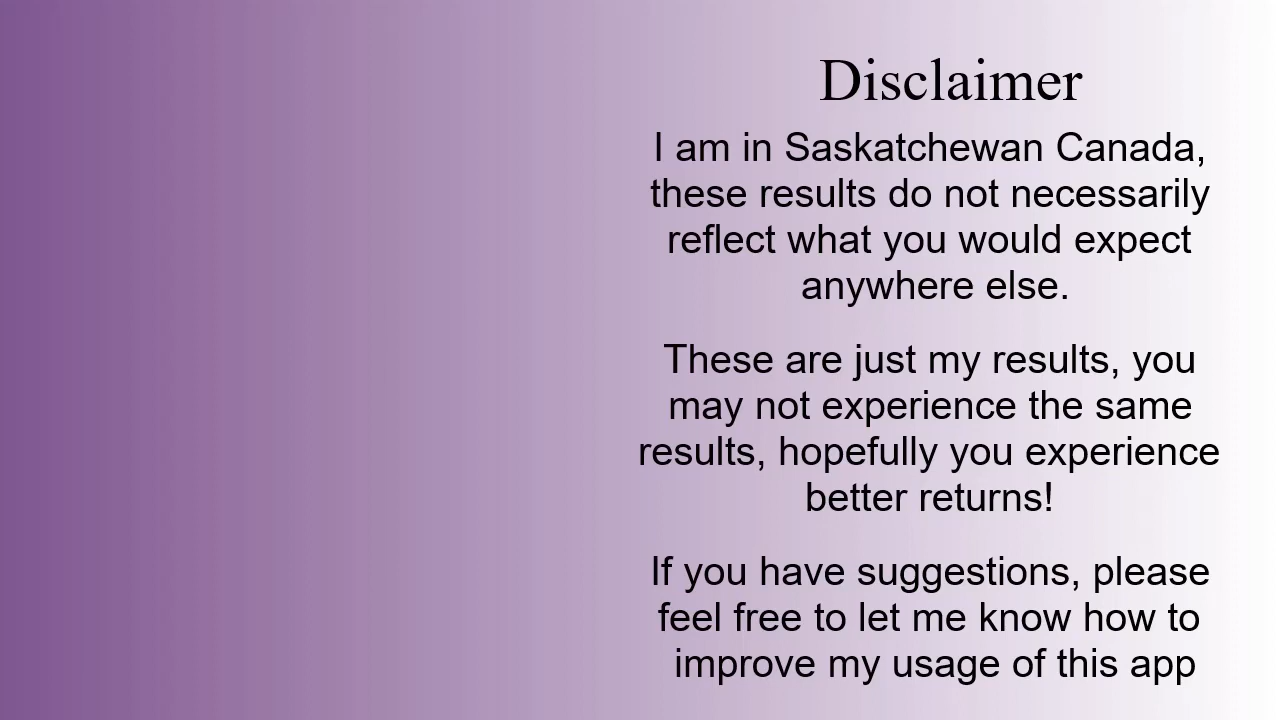 Disclaimer
I am in Saskatchewan Canada,
these results do not necessarily
reflect what you would expect
anywhere else.
These are just my results, you
may not experience the same
results, hopefully you experience
better returns!
If you have suggestions, please
feel free to let me know how to
improve my usage of this app